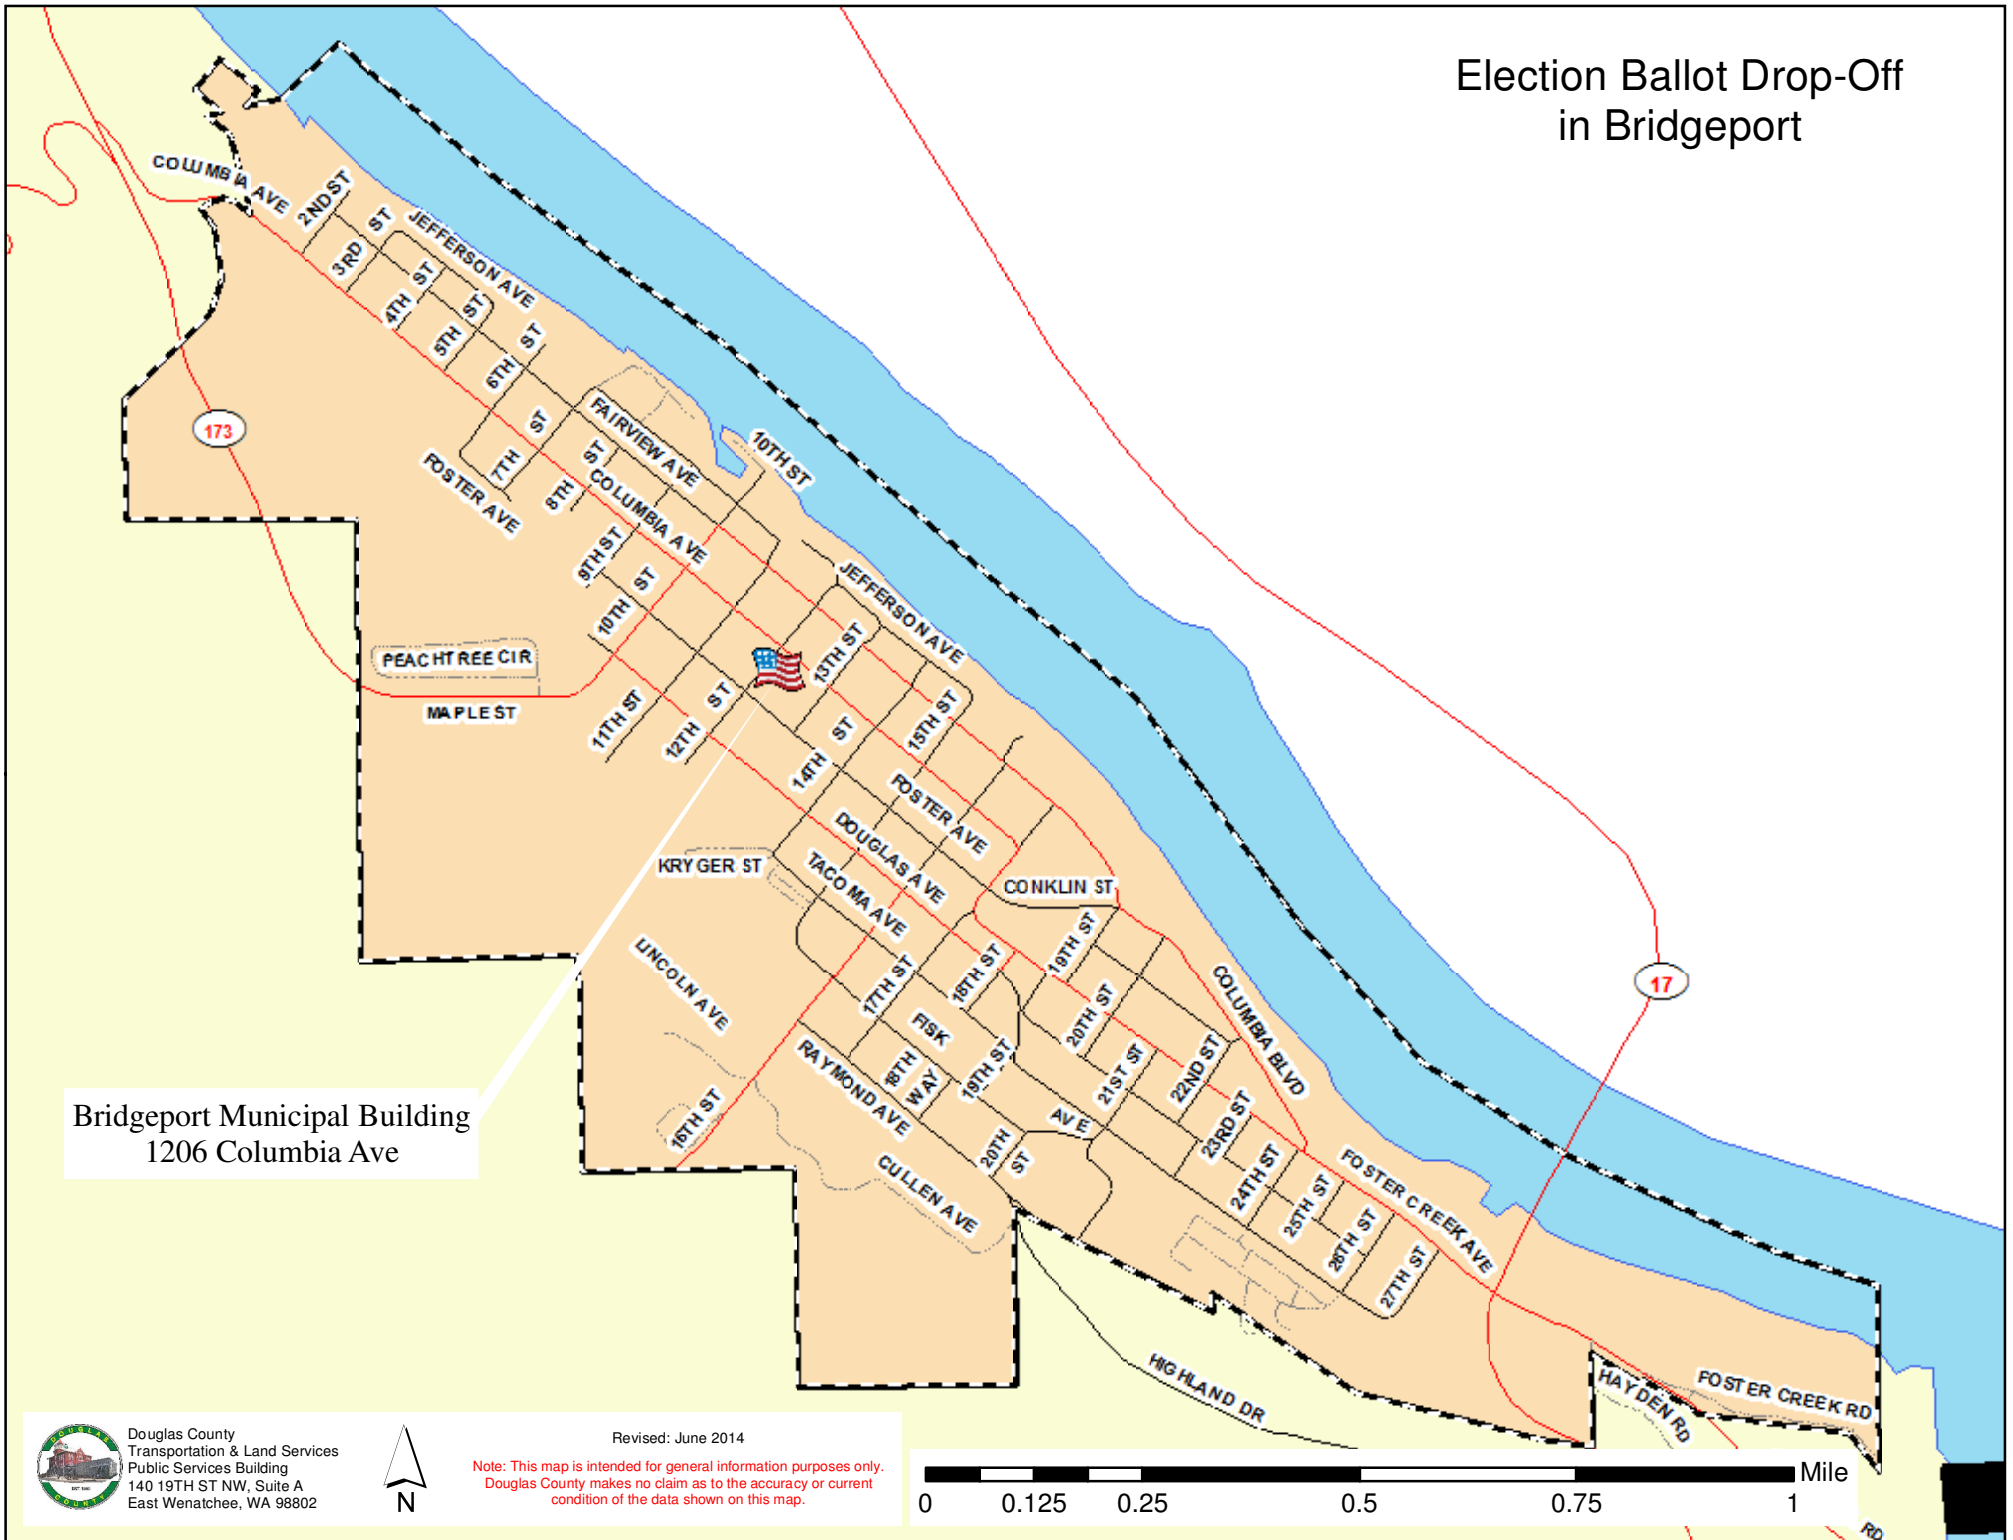 Election Ballot Drop-Off
in Bridgeport
COLUMBIA AVE
2ND ST
3RD ST
JEFFERSON AVE
4TH ST
5TH ST
6TH ST
173
7TH ST
FOSTER AVE
8TH ST
FAIRVIEW AVE
COLUMBIA AVE
10TH ST
9TH ST
10TH ST
JEFFERSON AVE
PEACHTREE CIR
MAPLE ST
11TH ST
12TH ST
13TH ST
14TH ST
15TH ST
FOSTER AVE
DOUGLAS AVE
TACOMA AVE
KRYGER ST
CONKLIN ST
LINCOLN AVE
17TH ST
18TH ST
19TH ST
20TH ST
COLUMBIA BLVD
17
FISK
AVE
RAYMOND AVE
18TH
WAY
19TH ST
21ST ST
22ND ST
23RD ST
16TH ST
20TH ST
CULLEN AVE
24TH ST
25TH ST
26TH ST
27TH ST
FOSTER CREEK AVE
Bridgeport Municipal Building
1206 Columbia Ave
HIGHLAND DR
HAYDEN RD
FOSTER CREEK RD
RD
DOUGLAS
COUNTY
Douglas County
Transportation & Land Services
Public Services Building
140 19TH ST NW, Suite A
East Wenatchee, WA 98802
N
Revised: June 2014
Note: This map is intended for general information purposes only.
Douglas County makes no claim as to the accuracy or current
condition of the data shown on this map.
Mile
0 0.125 0.25 0.5 0.75 1